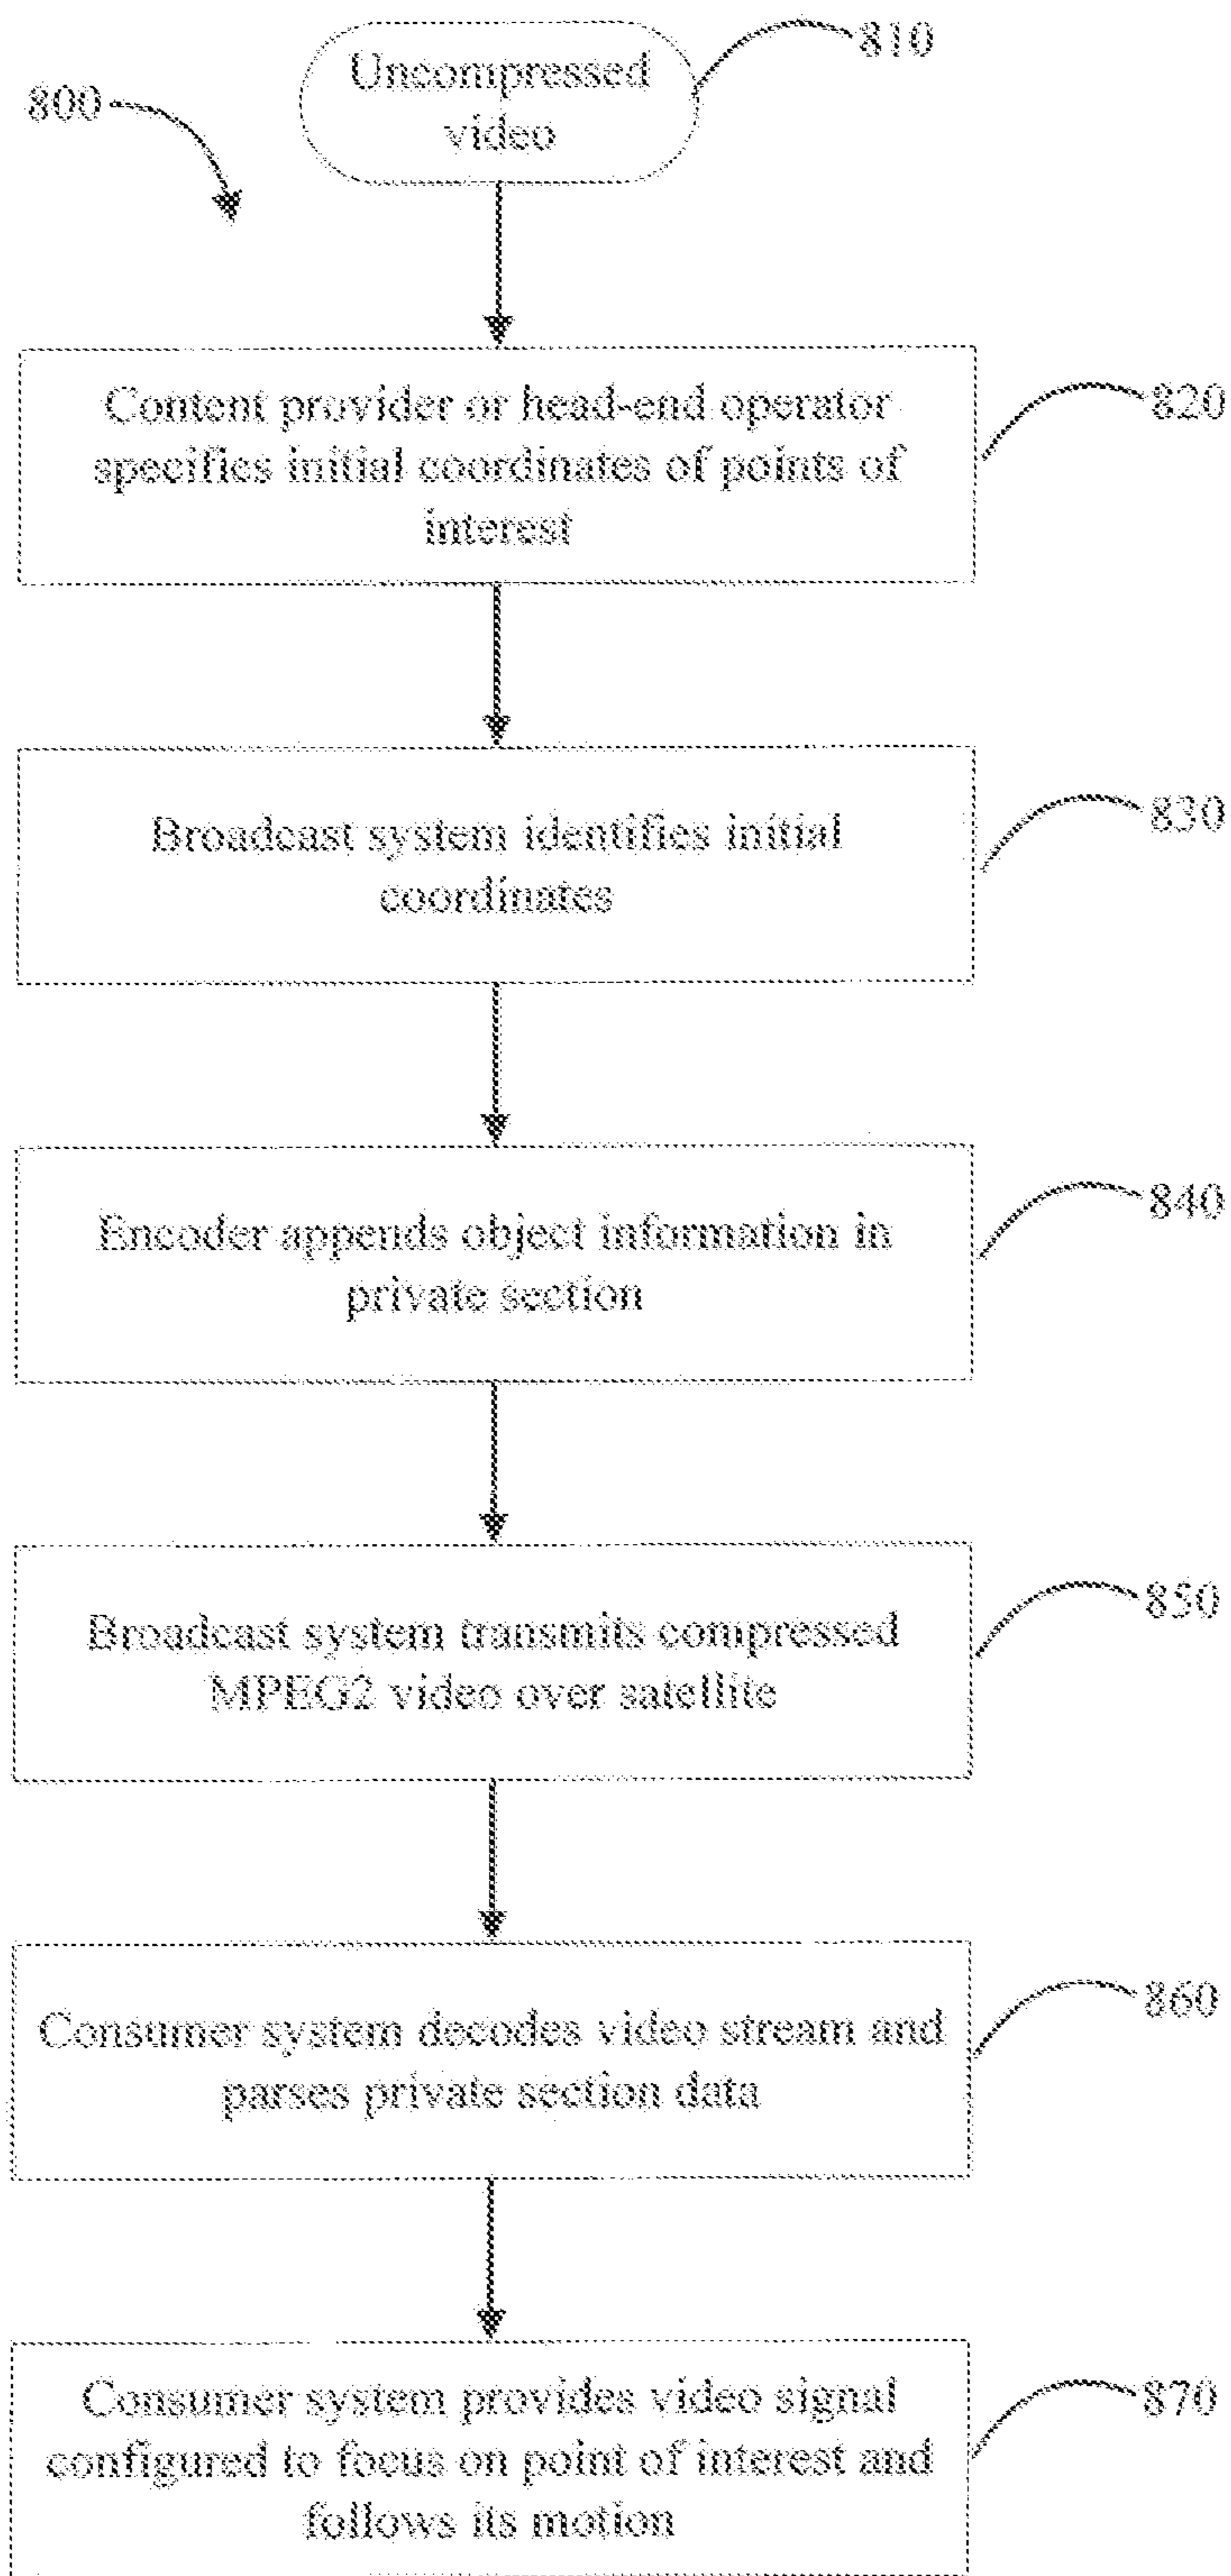 810
Uncompressed
video
800
820
Content provider or head-end operator
specifies initial coordinates of points of
interest
830
Broadcast system identifies initial
coordinates
840
Encoder appends object information in
private section
850
Broadcast system transmits compressed
MPEG2 video over satellite
860
Consumer system decodes video stream and
parses private section data
870
Consumer system provides video signal
configured to focus on point of interest and
follows its motion